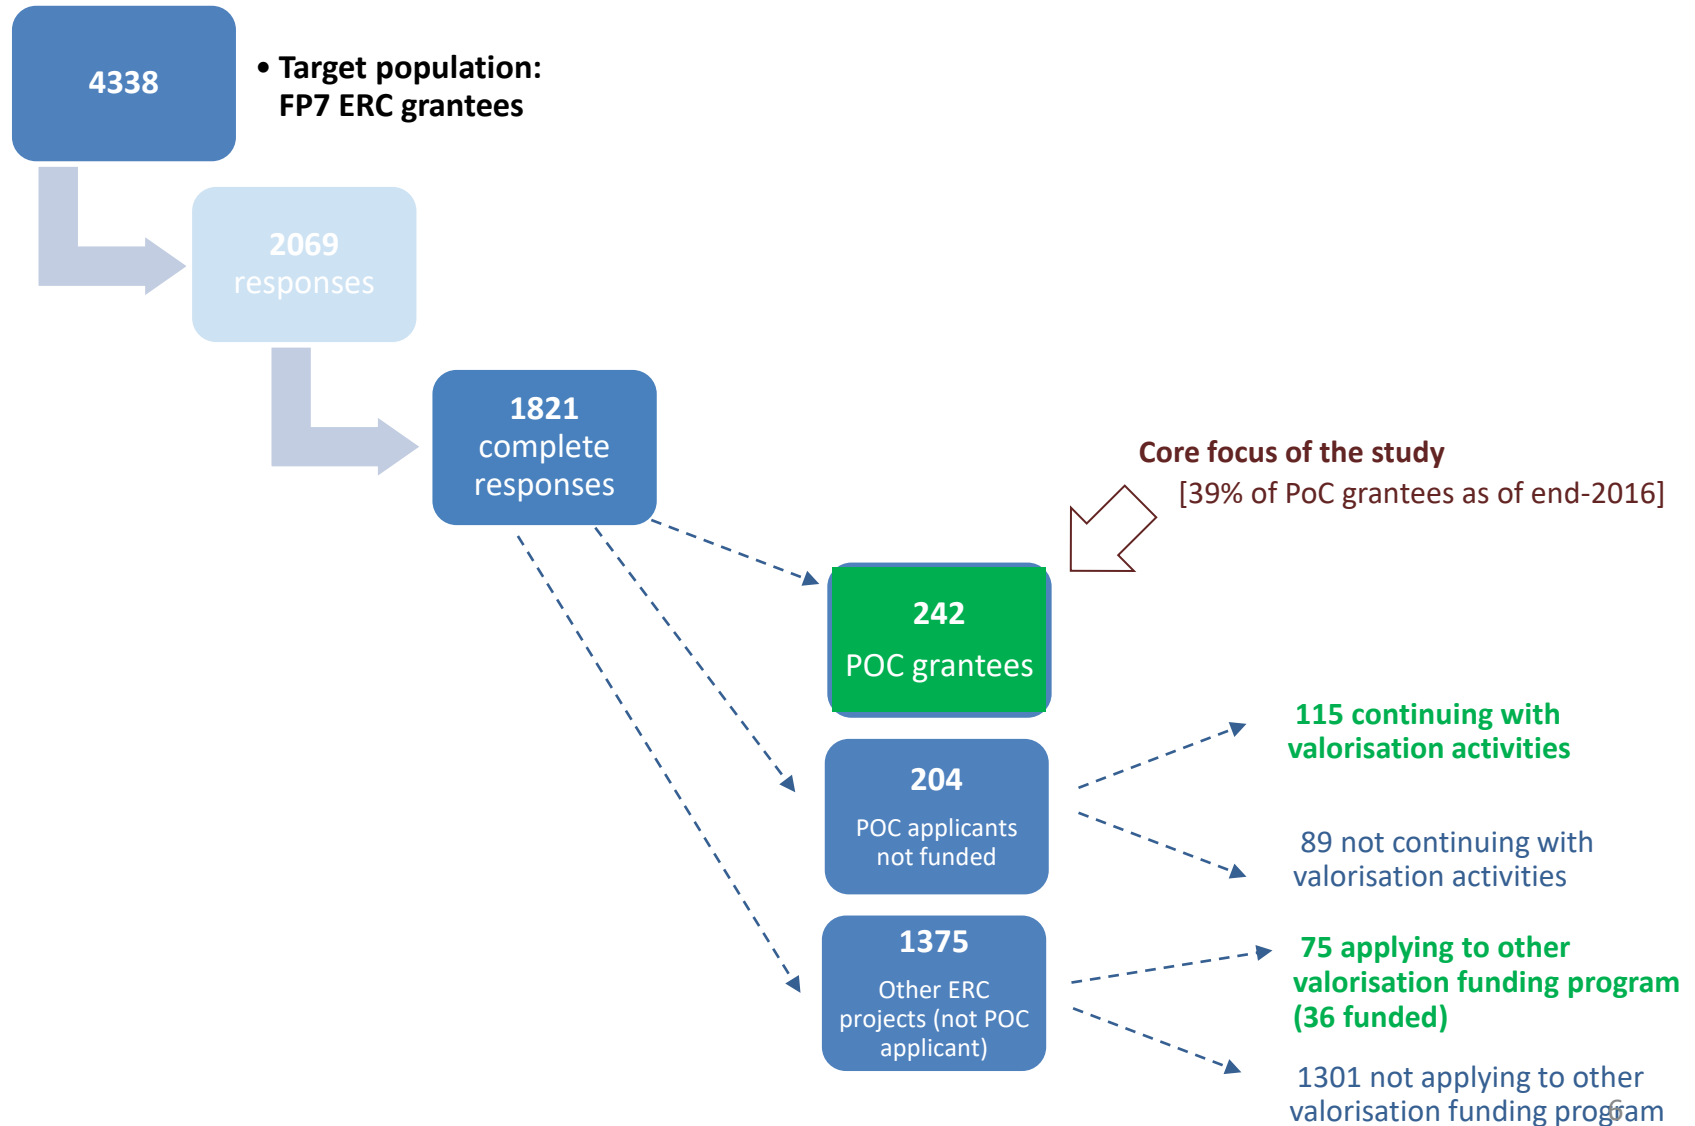 4338
• Target population:
FP7 ERC grantees
2069
responses
1821
complete
responses
Core focus of the study
[39% of PoC grantees as of end-2016]
242
POC grantees
204
POC applicants
not funded
115 continuing with
valorisation activities
89 not continuing with
valorisation activities
1375
Other ERC
projects (not POC
applicant)
75 applying to other
valorisation funding program
(36 funded)
1301 not applying to other
valorisation funding program
6